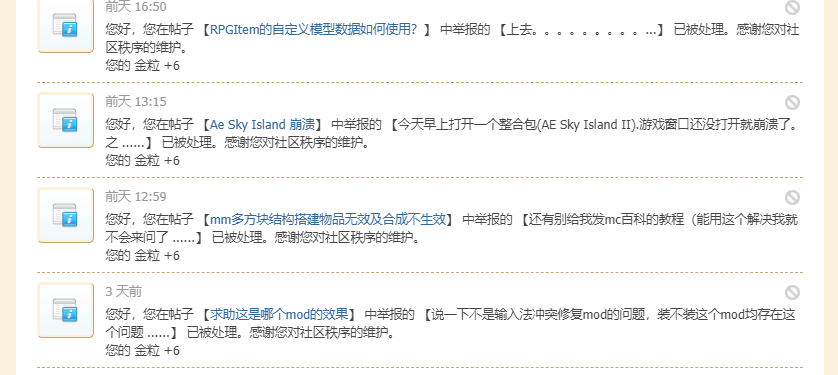 前天 16:50
您好，您在帖子 【RPGItem的自定义模型数据如何使用？】 中举报的 【上去。。。。。。。。。...】 已被处理。感谢您对社
区秩序的维护。
您的 金粒 +6
前天 13:15
您好，您在帖子 【Ae Sky Island 崩溃】 中举报的 【今天早上打开一个整合包(AE Sky Island II).游戏窗口还没打开就崩溃了。
之 ......】 已被处理。感谢您对社区秩序的维护。
您的 金粒 +6
前天 12:59
您好，您在帖子 【mm多方块结构搭建物品无效及合成不生效】 中举报的 【还有别给我发mc百科的教程（能用这个解决我就
不会来问了 ......】 已被处理。感谢您对社区秩序的维护。
您的 金粒 +6
3 天前
您好，您在帖子 【求助这是哪个mod的效果】 中举报的 【说一下不是输入法冲突修复mod的问题，装不装这个mod均存在这
个问题 ......】 已被处理。感谢您对社区秩序的维护。
您的 金粒 +6